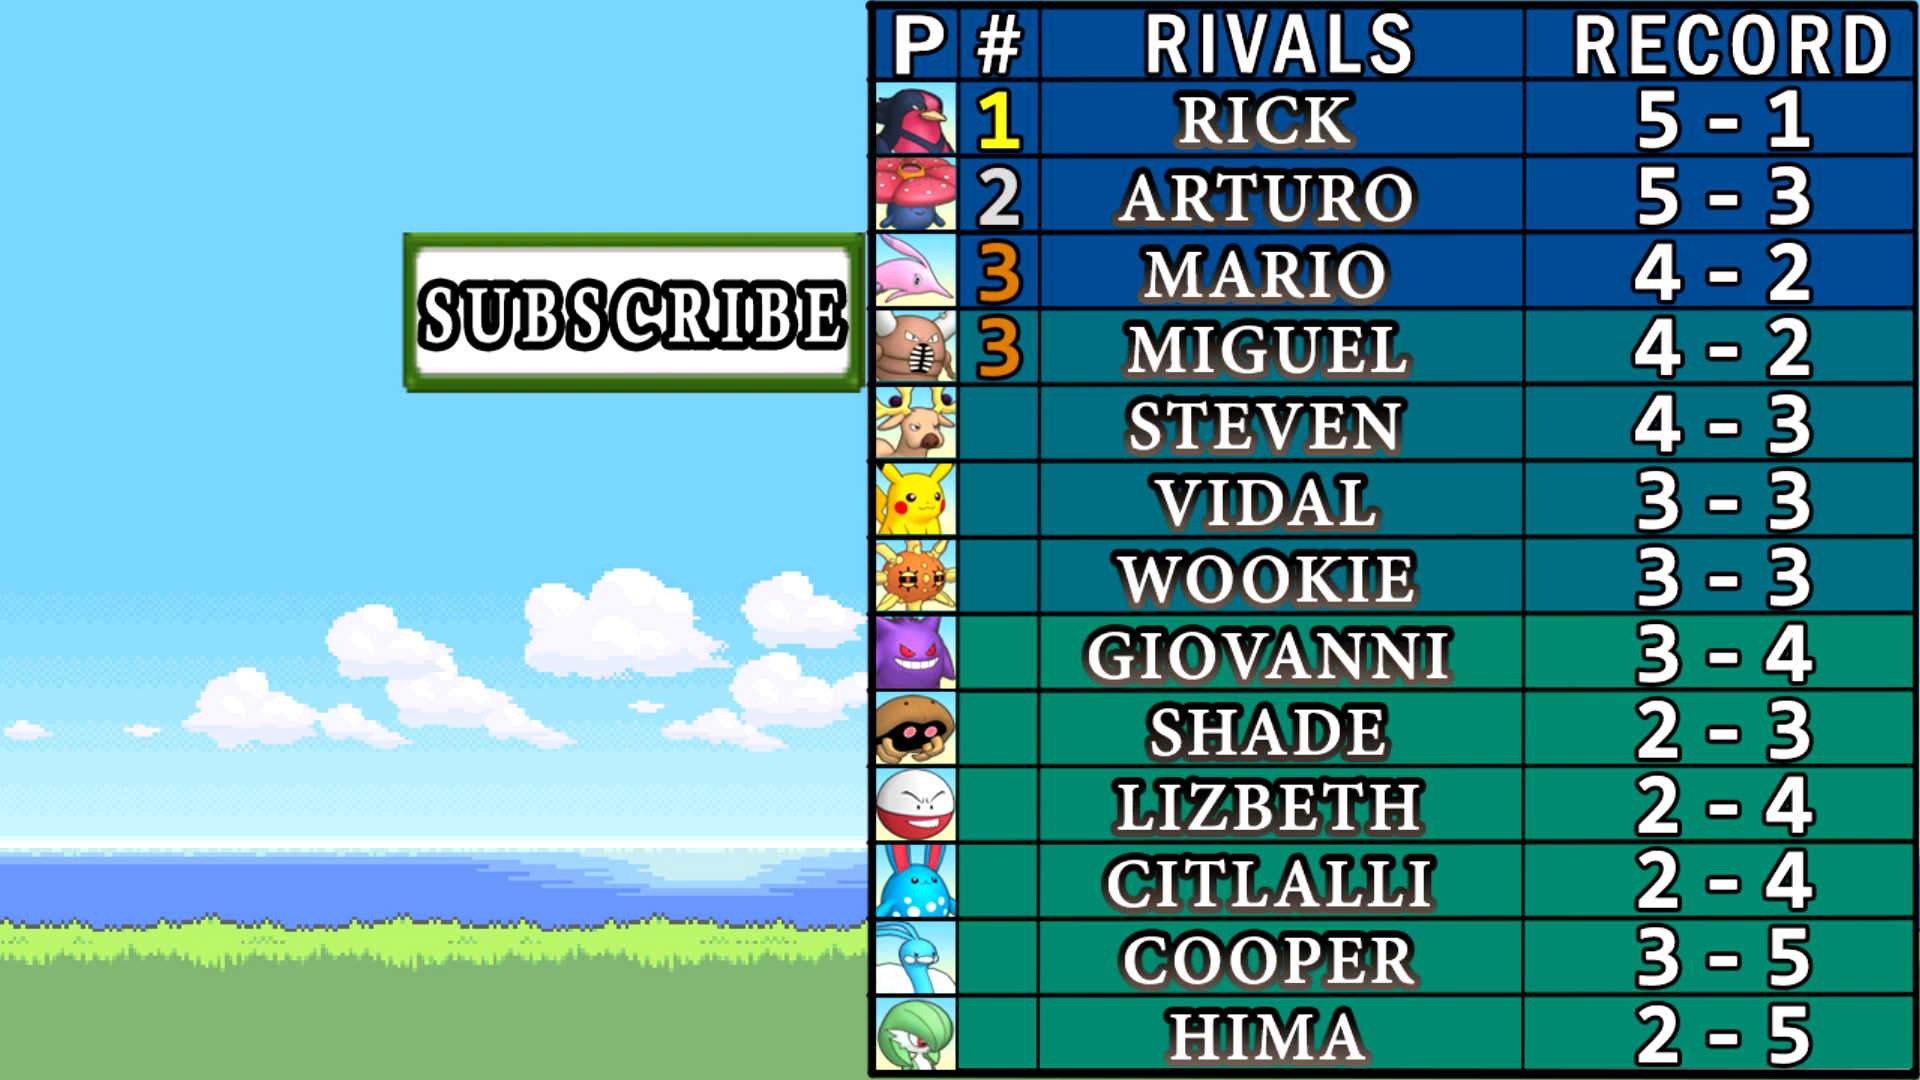 SUBSCRIBE
P # RIVALS RECORD
1 RICK 5 - 1
2 ARTURO 5 - 3
3 MARIO 4 - 2
3 MIGUEL 4 - 2
STEVEN 4 - 3
VIDAL 3 - 3
WOOKIE 3 - 3
GIOVANNI 3 - 4
SHADE 2 - 3
LIZBETH 2 - 4
CITLALLI 2 - 4
COOPER 3 - 5
HIMA 2 - 5